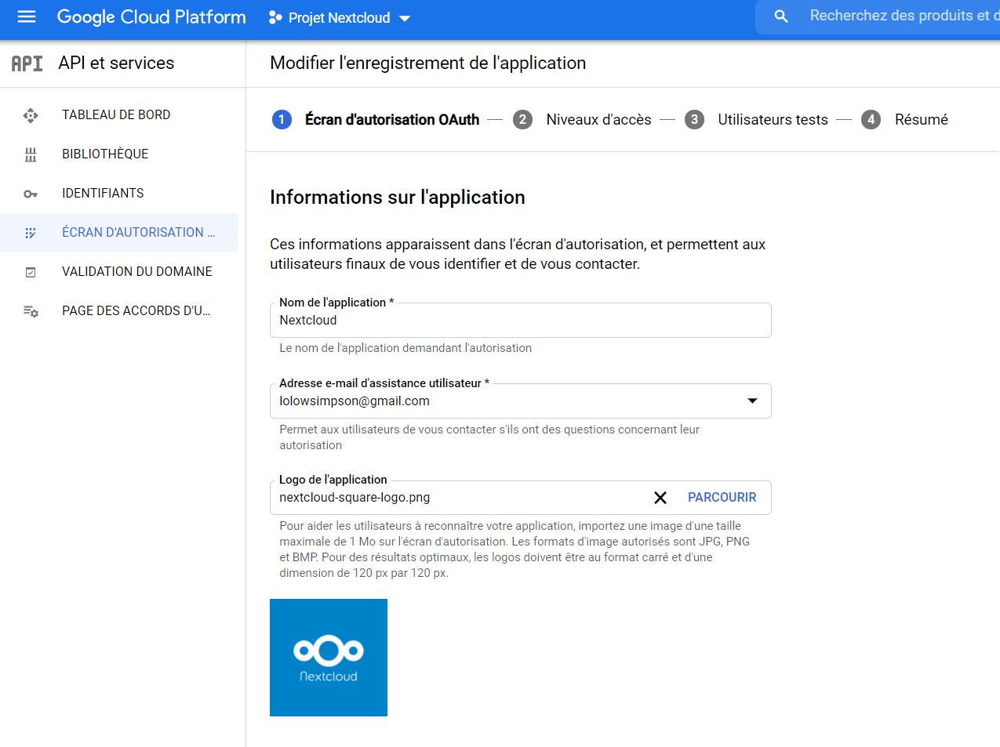 Google Cloud Platform
Projet Nextcloud
Recherchez des produits et d
API API et services
Modifier l'enregistrement de l'application
TABLEAU DE BORD
BIBLIOTHÈQUE
IDENTIFIANTS
ÉCRAN D'AUTORISATION ...
VALIDATION DU DOMAINE
PAGE DES ACCORDS D'U...
1 Écran d'autorisation OAuth
2 Niveaux d'accès
3 Utilisateurs tests
4 Résumé
Informations sur l'application
Ces informations apparaissent dans l'écran d'autorisation, et permettent aux
utilisateurs finaux de vous identifier et de vous contacter.
Nom de l'application *
Nextcloud
Le nom de l'application demandant l'autorisation
Adresse e-mail d'assistance utilisateur *
lolowsimpson@gmail.com
Permet aux utilisateurs de vous contacter s'ils ont des questions concernant leur
autorisation
Logo de l'application
nextcloud-square-logo.png
PARCOURIR
Pour aider les utilisateurs à reconnaître votre application, importez une image d'une taille
maximale de 1 Mo sur l'écran d'autorisation. Les formats d'image autorisés sont JPG, PNG
et BMP. Pour des résultats optimaux, les logos doivent être au format carré et d'une
dimension de 120 px par 120 px.
Nextcloud